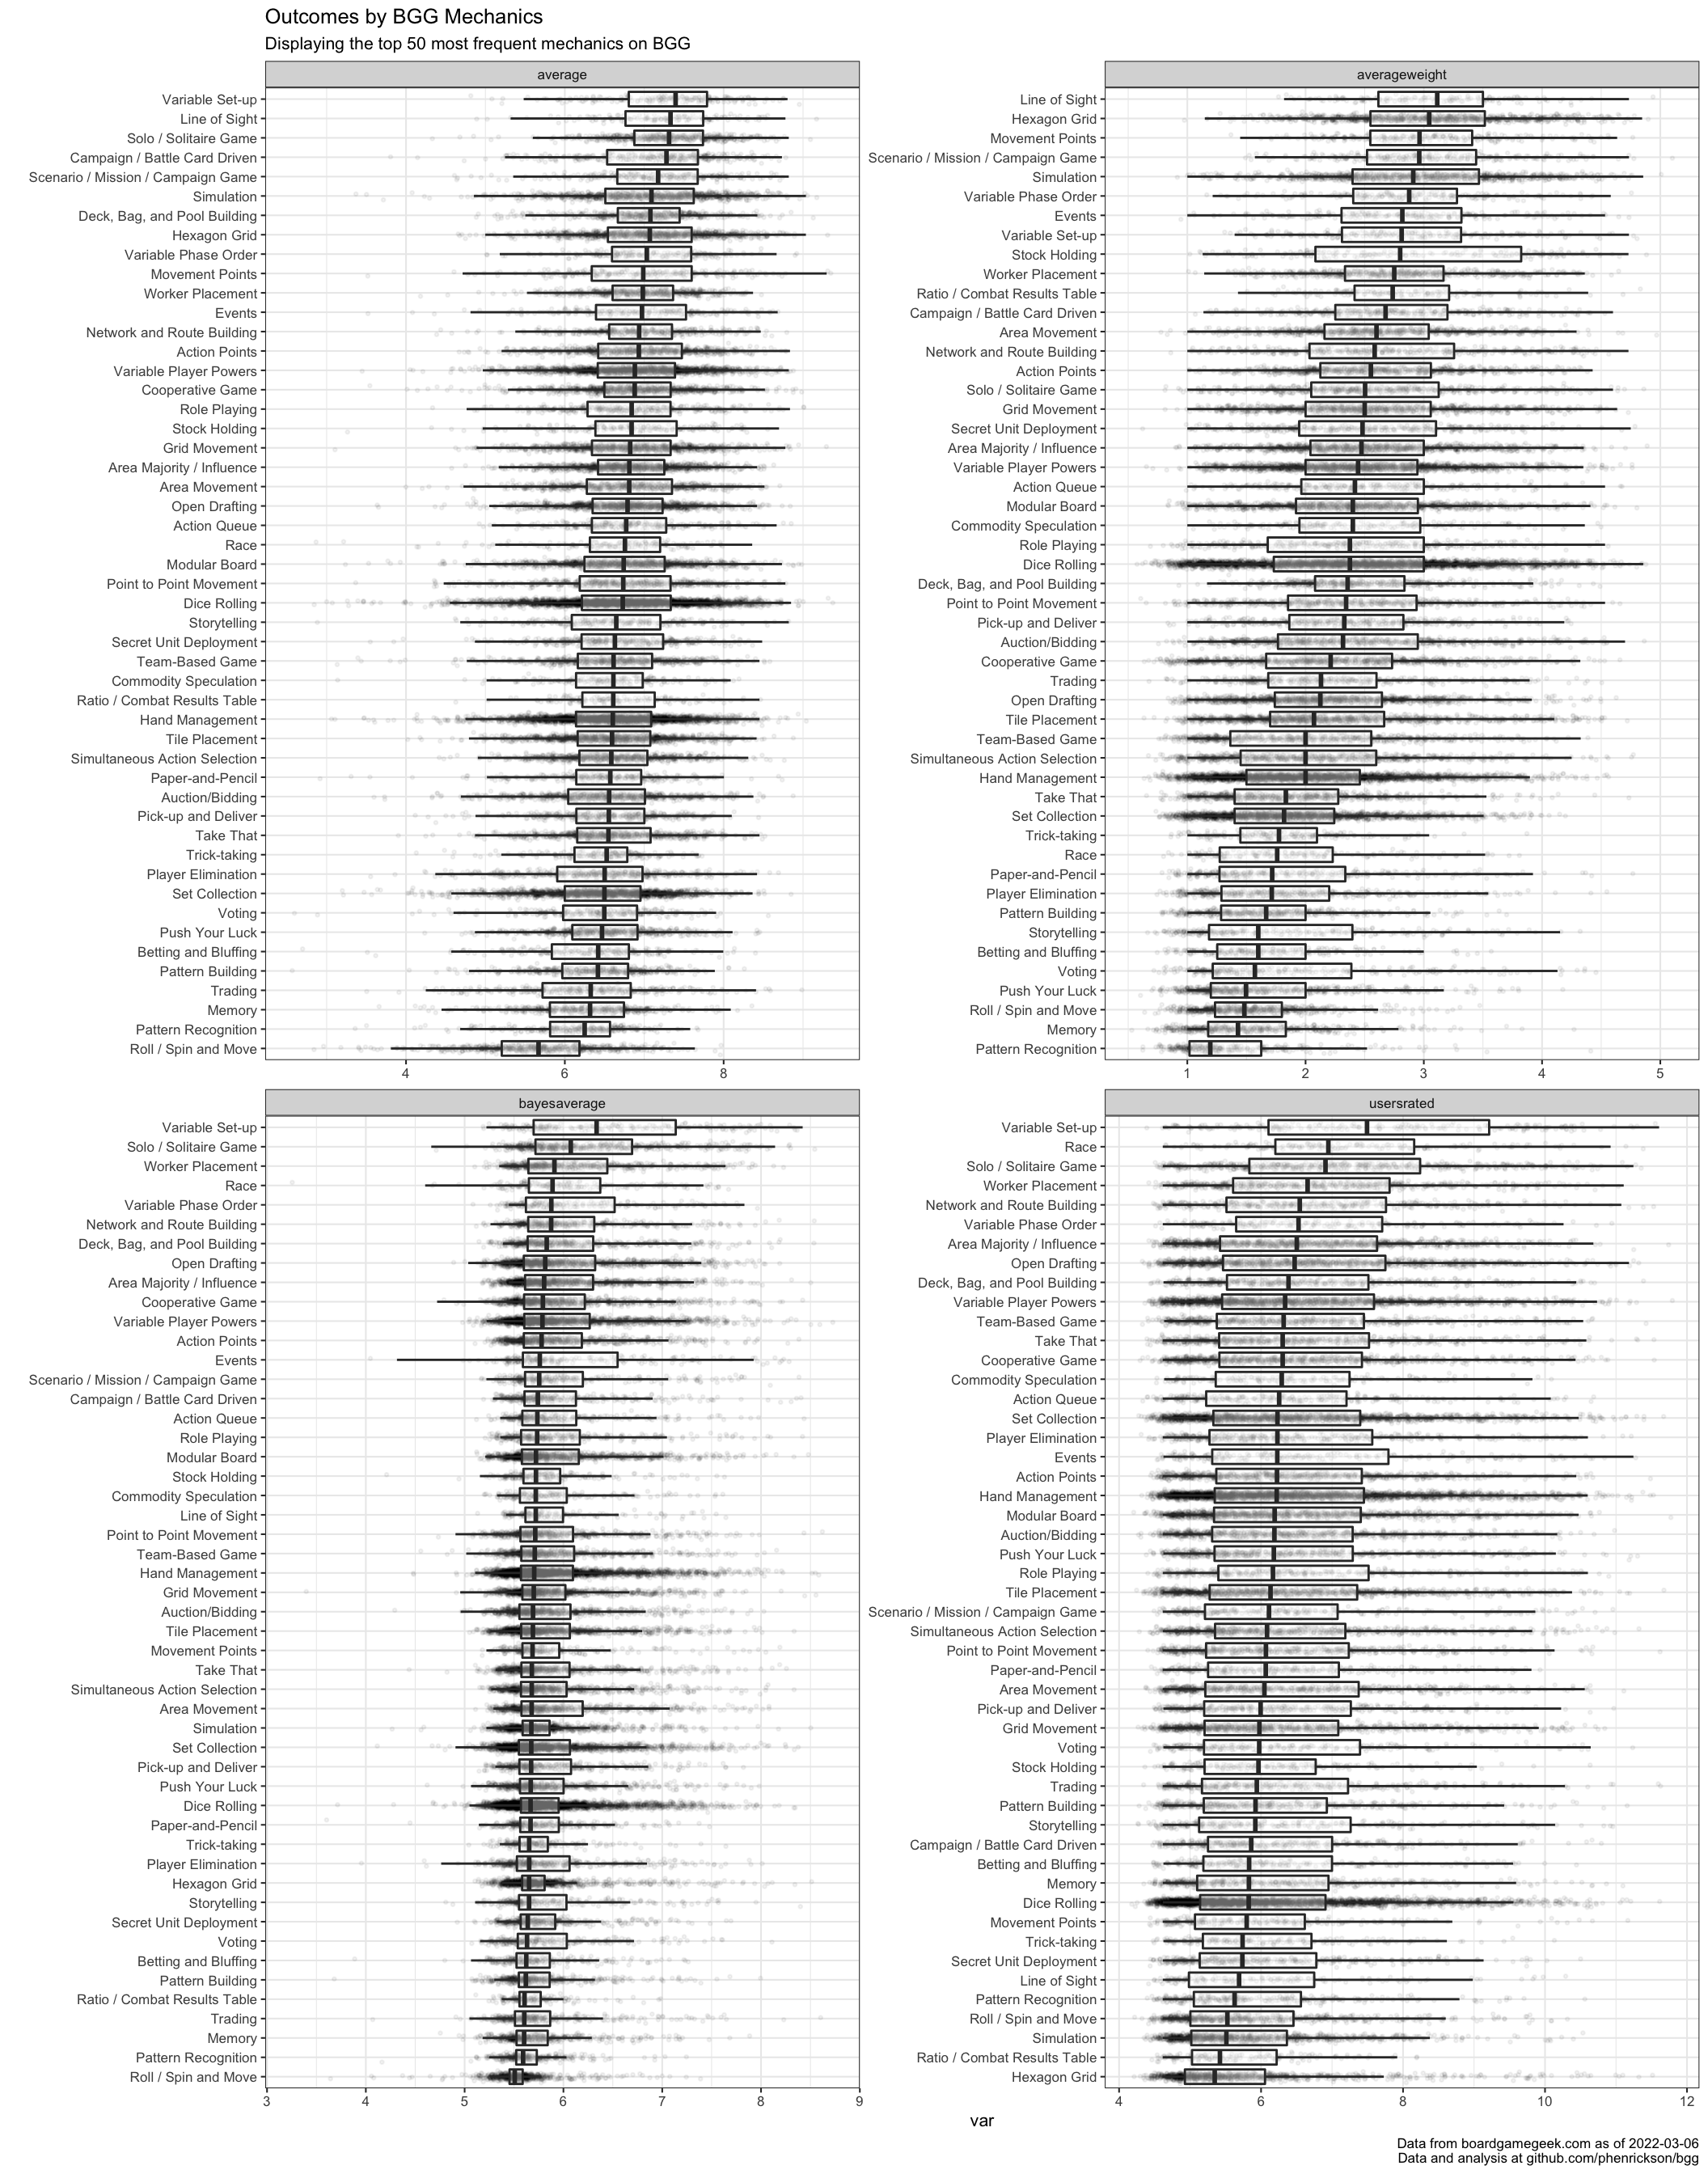 Outcomes by BGG Mechanics
Displaying the top 50 most frequent mechanics on BGG
average
Variable Set-up
Line of Sight
Solo / Solitaire Game
Campaign / Battle Card Driven
Scenario / Mission / Campaign Game
Simulation
Deck, Bag, and Pool Building
Hexagon Grid
Variable Phase Order
Movement Points
Worker Placement
Events
Network and Route Building
Action Points
Variable Player Powers
Cooperative Game
Role Playing
Stock Holding
Grid Movement
Area Majority / Influence
Area Movement
Open Drafting
Action Queue
Race
Modular Board
Point to Point Movement
Dice Rolling
Storytelling
Secret Unit Deployment
Team-Based Game
Commodity Speculation
Ratio / Combat Results Table
Hand Management
Tile Placement
Simultaneous Action Selection
Paper-and-Pencil
Auction/Bidding
Pick-up and Deliver
Take That
Trick-taking
Player Elimination
Set Collection
Voting
Push Your Luck
Betting and Bluffing
Pattern Building
Trading
Memory
Pattern Recognition
Roll / Spin and Move
4 6 8
averageweight
Line of Sight
Hexagon Grid
Movement Points
Scenario / Mission / Campaign Game
Simulation
Variable Phase Order
Events
Variable Set-up
Stock Holding
Worker Placement
Ratio / Combat Results Table
Campaign / Battle Card Driven
Area Movement
Network and Route Building
Action Points
Solo / Solitaire Game
Grid Movement
Secret Unit Deployment
Area Majority / Influence
Variable Player Powers
Action Queue
Modular Board
Commodity Speculation
Role Playing
Dice Rolling
Deck, Bag, and Pool Building
Point to Point Movement
Pick-up and Deliver
Auction/Bidding
Cooperative Game
Trading
Open Drafting
Tile Placement
Team-Based Game
Simultaneous Action Selection
Hand Management
Take That
Set Collection
Trick-taking
Race
Paper-and-Pencil
Player Elimination
Pattern Building
Storytelling
Betting and Bluffing
Voting
Push Your Luck
Roll / Spin and Move
Memory
Pattern Recognition
1 2 3 4 5
bayesaverage
Variable Set-up
Solo / Solitaire Game
Worker Placement
Race
Variable Phase Order
Network and Route Building
Deck, Bag, and Pool Building
Open Drafting
Area Majority / Influence
Cooperative Game
Variable Player Powers
Action Points
Events
Scenario / Mission / Campaign Game
Campaign / Battle Card Driven
Action Queue
Role Playing
Modular Board
Stock Holding
Commodity Speculation
Line of Sight
Point to Point Movement
Team-Based Game
Hand Management
Grid Movement
Auction/Bidding
Tile Placement
Movement Points
Take That
Simultaneous Action Selection
Area Movement
Simulation
Set Collection
Pick-up and Deliver
Push Your Luck
Dice Rolling
Paper-and-Pencil
Trick-taking
Player Elimination
Hexagon Grid
Storytelling
Secret Unit Deployment
Voting
Betting and Bluffing
Pattern Building
Ratio / Combat Results Table
Trading
Memory
Pattern Recognition
Roll / Spin and Move
3 4 5 6 7 8 9
usersrated
Variable Set-up
Race
Solo / Solitaire Game
Worker Placement
Network and Route Building
Variable Phase Order
Area Majority / Influence
Open Drafting
Deck, Bag, and Pool Building
Variable Player Powers
Team-Based Game
Take That
Cooperative Game
Commodity Speculation
Action Queue
Set Collection
Player Elimination
Events
Action Points
Hand Management
Modular Board
Auction/Bidding
Push Your Luck
Role Playing
Tile Placement
Scenario / Mission / Campaign Game
Simultaneous Action Selection
Point to Point Movement
Paper-and-Pencil
Area Movement
Pick-up and Deliver
Grid Movement
Voting
Stock Holding
Trading
Pattern Building
Storytelling
Campaign / Battle Card Driven
Betting and Bluffing
Memory
Dice Rolling
Movement Points
Trick-taking
Secret Unit Deployment
Line of Sight
Pattern Recognition
Roll / Spin and Move
Simulation
Ratio / Combat Results Table
Hexagon Grid
4 6 8 10 12
var
Data from boardgamegeek.com as of 2022-03-06
Data and analysis at github.com/phenrickson/bgg